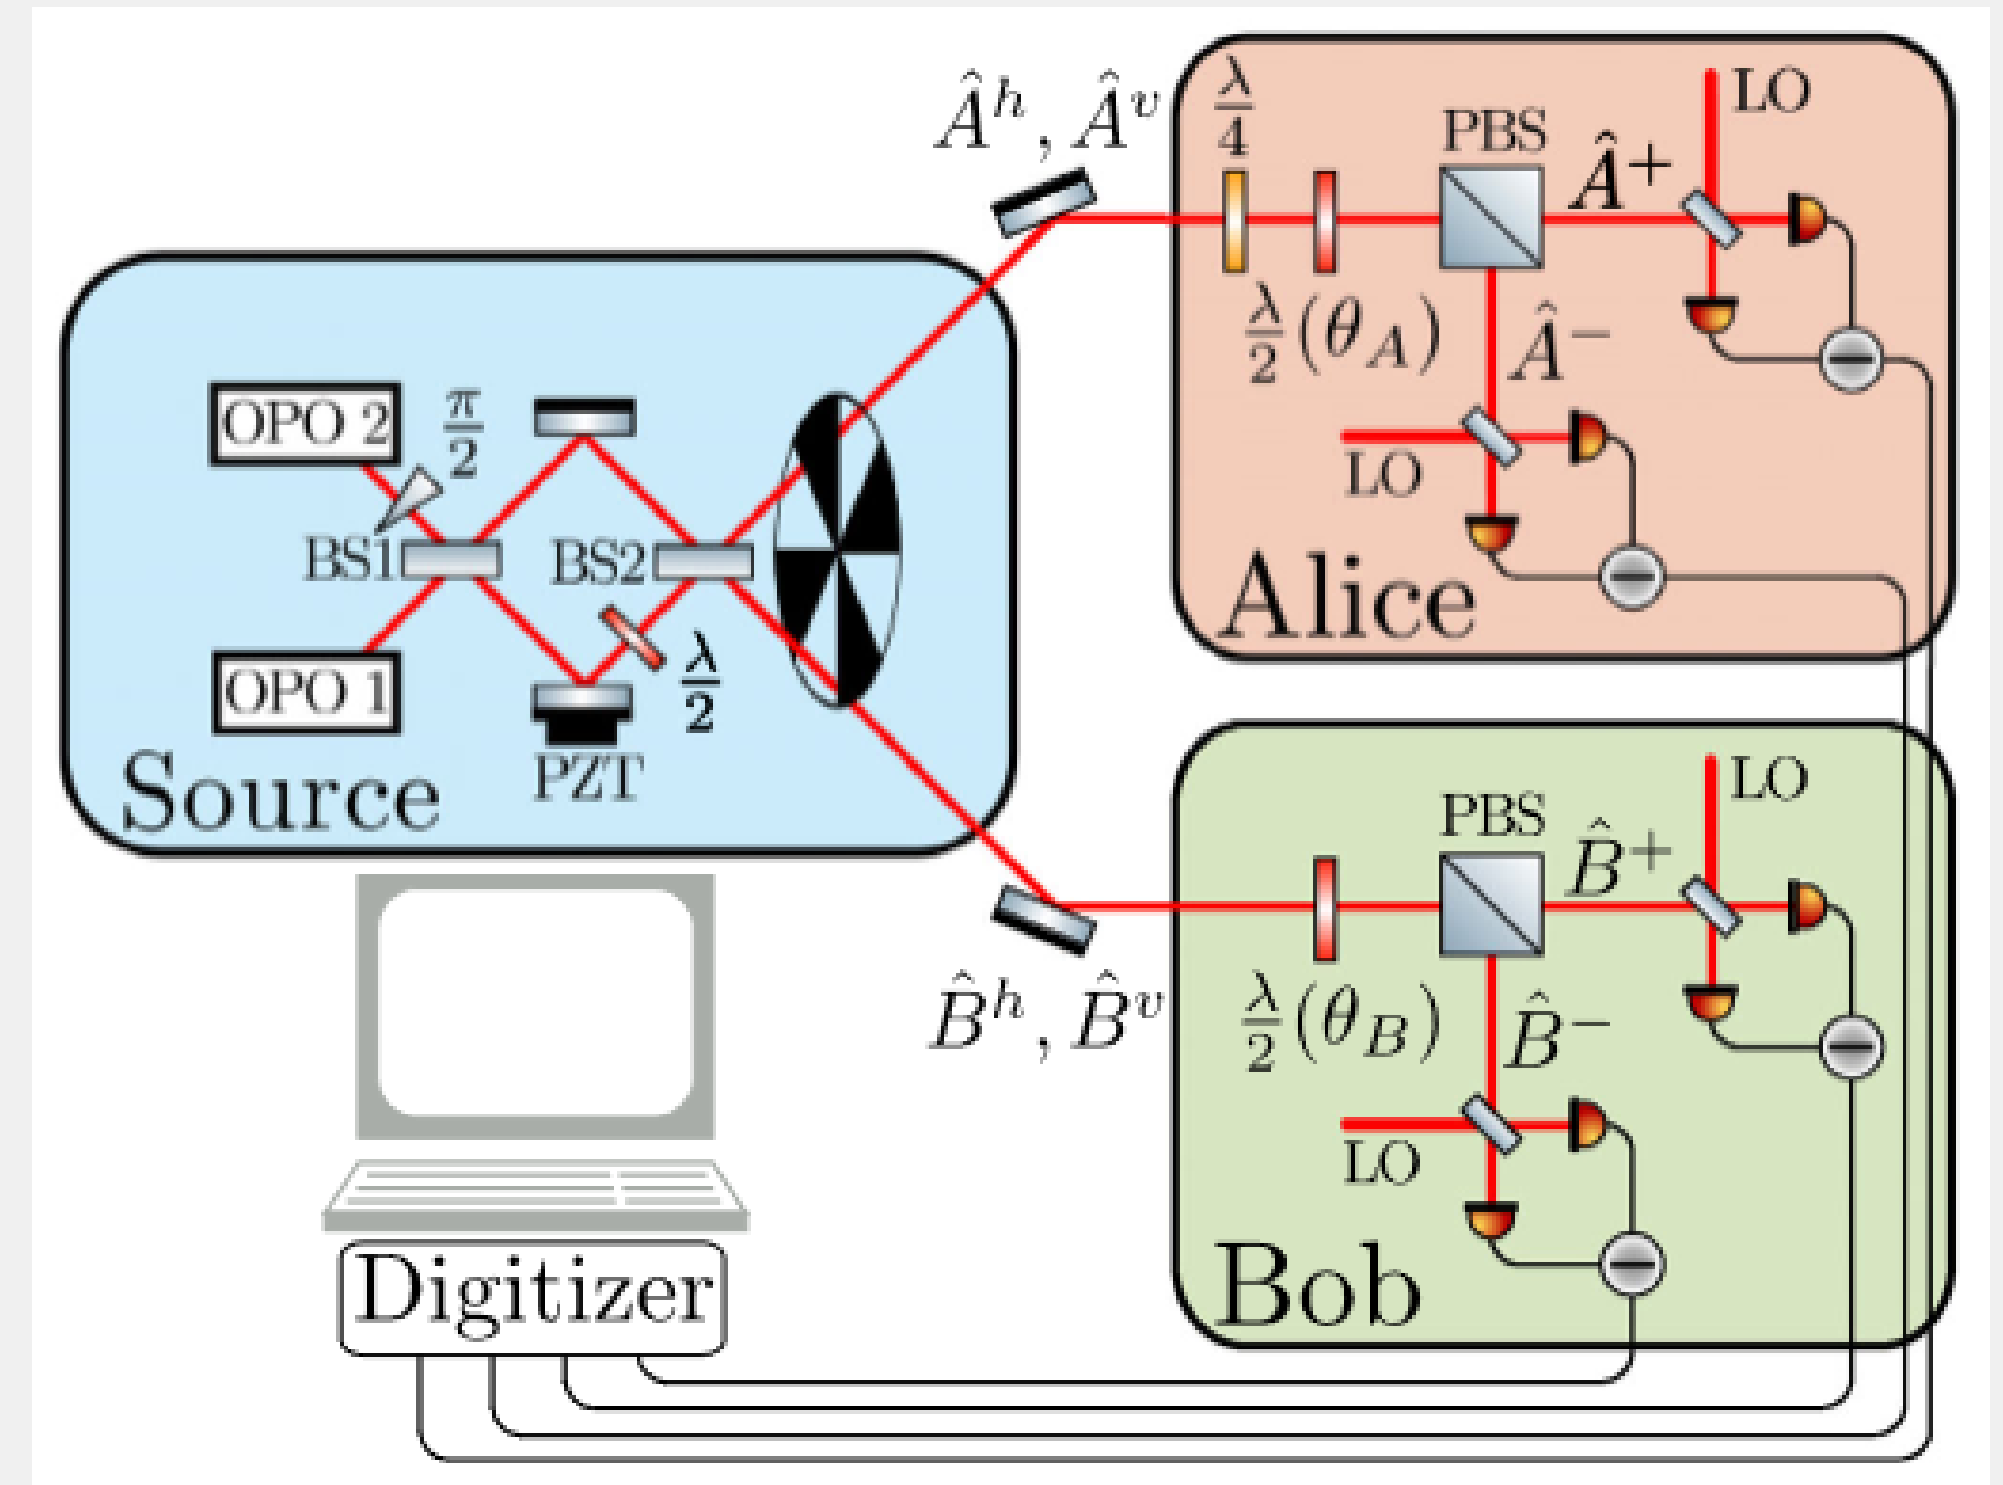 Â^h, Â^v
λ/4
PBS
LO
Â^+
λ/2(θ_A)
Â^-
LO
Alice
OPO 2
π/2
BS1
BS2
OPO 1
λ/2
PZT
Source
B̂^h, B̂^v
PBS
LO
B̂^+
λ/2(θ_B)
B̂^-
LO
Bob
Digitizer